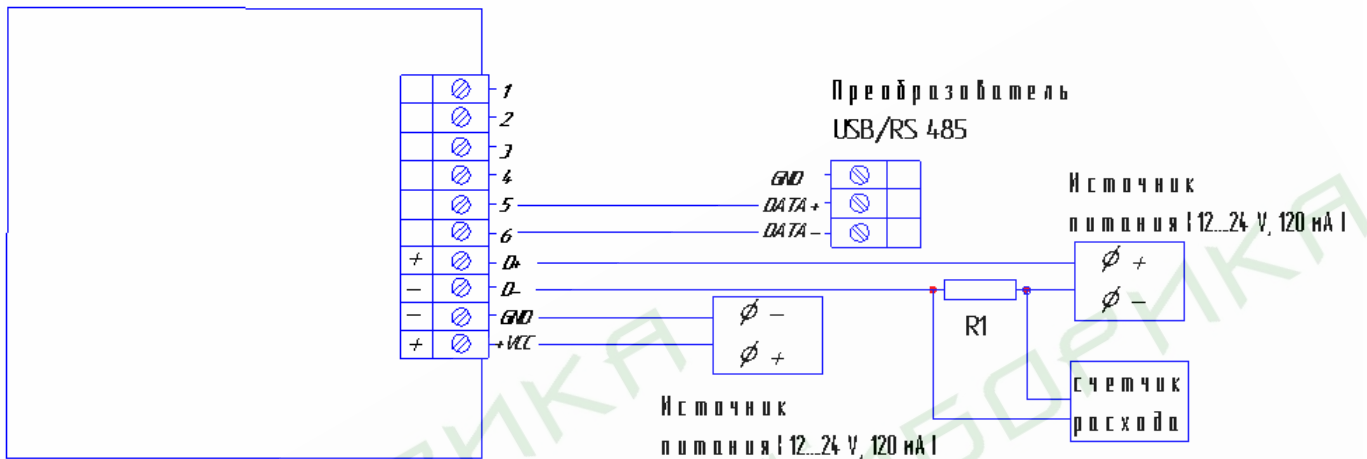 1
2
3
4
5
6
+ D+
− D−
− GND
+ +VCC
Преобразователь
USB/RS 485
GND
DATA +
DATA −
Источник
питания ( 12...24 V, 120 мА )
Ø +
Ø −
R1
Ø −
Ø +
Источник
питания ( 12...24 V, 120 мА )
счетчик
расхода